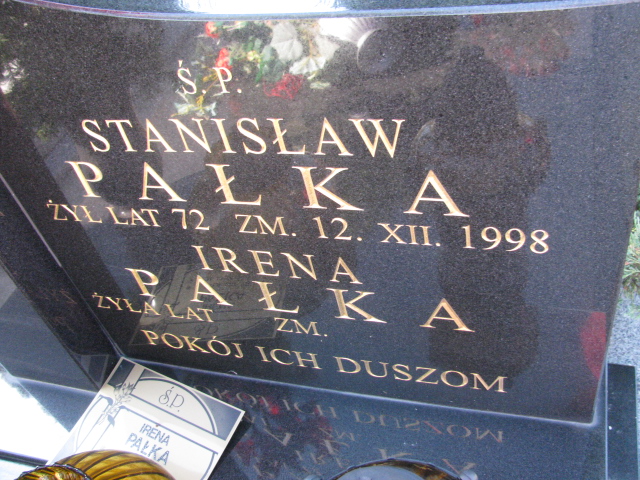 Ś.P.
STANISŁAW
PAŁKA
ŻYŁ LAT 72 ZM. 12. XII. 1998
IRENA
PAŁKA
ŻYŁA LAT ZM.
POKÓJ ICH DUSZOM
Ś.P.
IRENA
PAŁKA